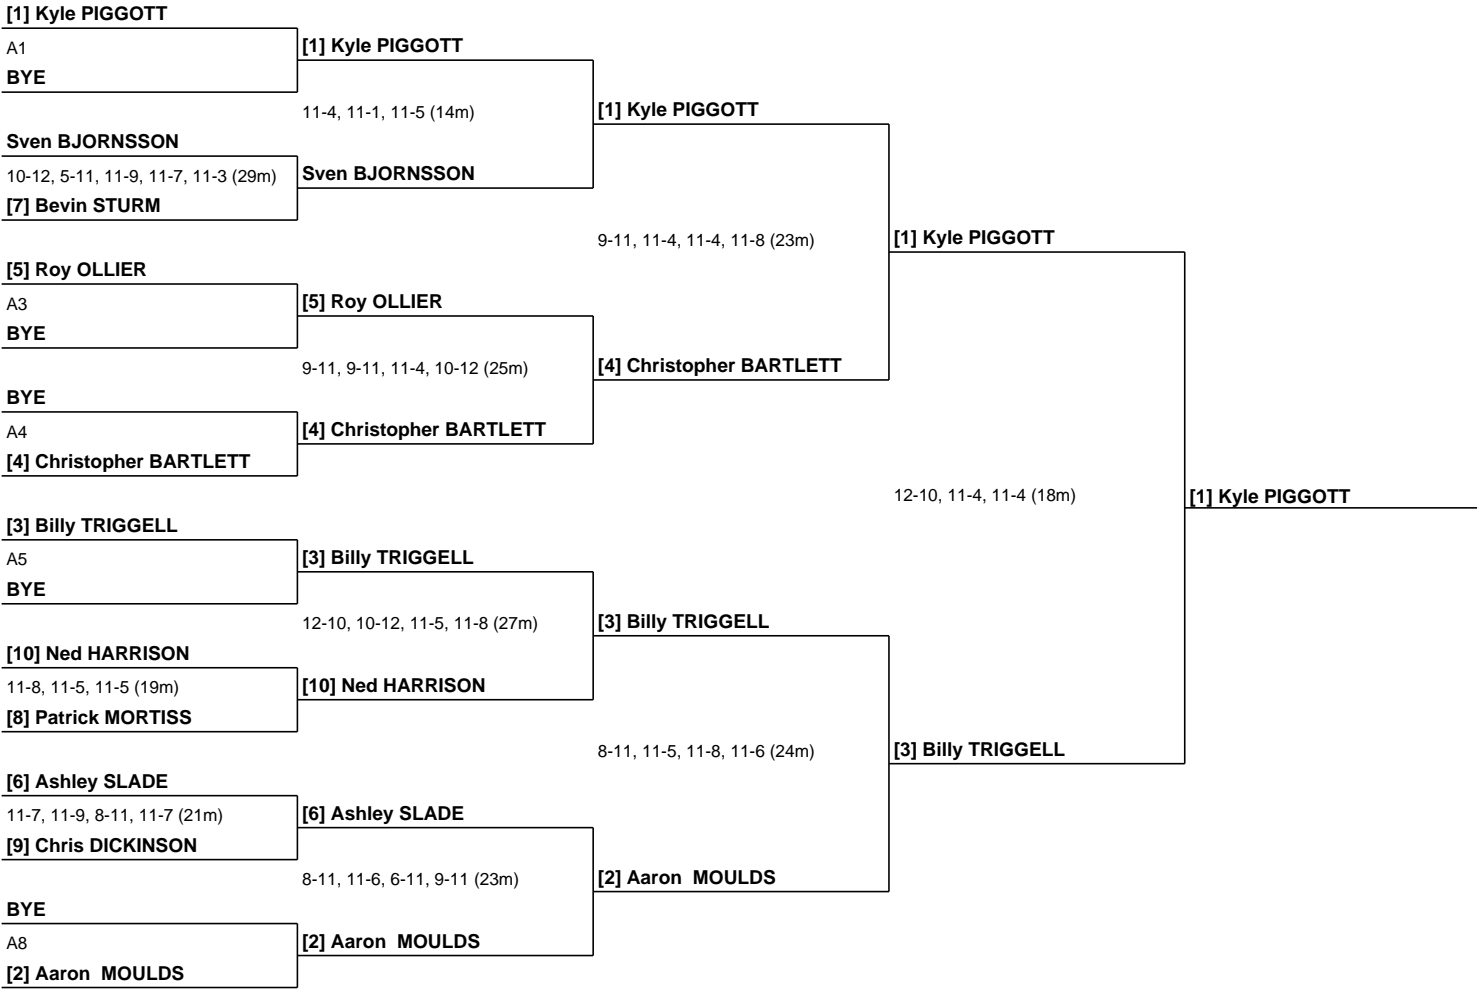 [1] Kyle PIGGOTT
A1
BYE
Sven BJORNSSON
10-12, 5-11, 11-9, 11-7, 11-3 (29m)
[7] Bevin STURM
[5] Roy OLLIER
A3
BYE
BYE
A4
[4] Christopher BARTLETT
[3] Billy TRIGGELL
A5
BYE
[10] Ned HARRISON
11-8, 11-5, 11-5 (19m)
[8] Patrick MORTISS
[6] Ashley SLADE
11-7, 11-9, 8-11, 11-7 (21m)
[9] Chris DICKINSON
BYE
A8
[2] Aaron  MOULDS
[1] Kyle PIGGOTT
11-4, 11-1, 11-5 (14m)
Sven BJORNSSON
[5] Roy OLLIER
9-11, 9-11, 11-4, 10-12 (25m)
[4] Christopher BARTLETT
[3] Billy TRIGGELL
12-10, 10-12, 11-5, 11-8 (27m)
[10] Ned HARRISON
[6] Ashley SLADE
8-11, 11-6, 6-11, 9-11 (23m)
[2] Aaron  MOULDS
[1] Kyle PIGGOTT
9-11, 11-4, 11-4, 11-8 (23m)
[4] Christopher BARTLETT
[3] Billy TRIGGELL
8-11, 11-5, 11-8, 11-6 (24m)
[2] Aaron  MOULDS
[1] Kyle PIGGOTT
12-10, 11-4, 11-4 (18m)
[3] Billy TRIGGELL
[1] Kyle PIGGOTT